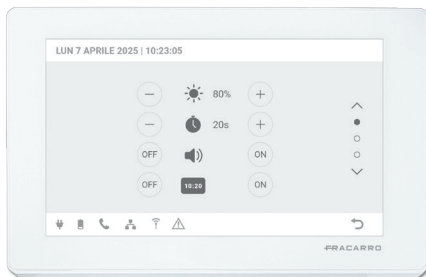 LUN 7 APRILE 2025 | 10:23:05
− 80% +
− 20s +
OFF ON
OFF 10:20 ON
FRACARRO